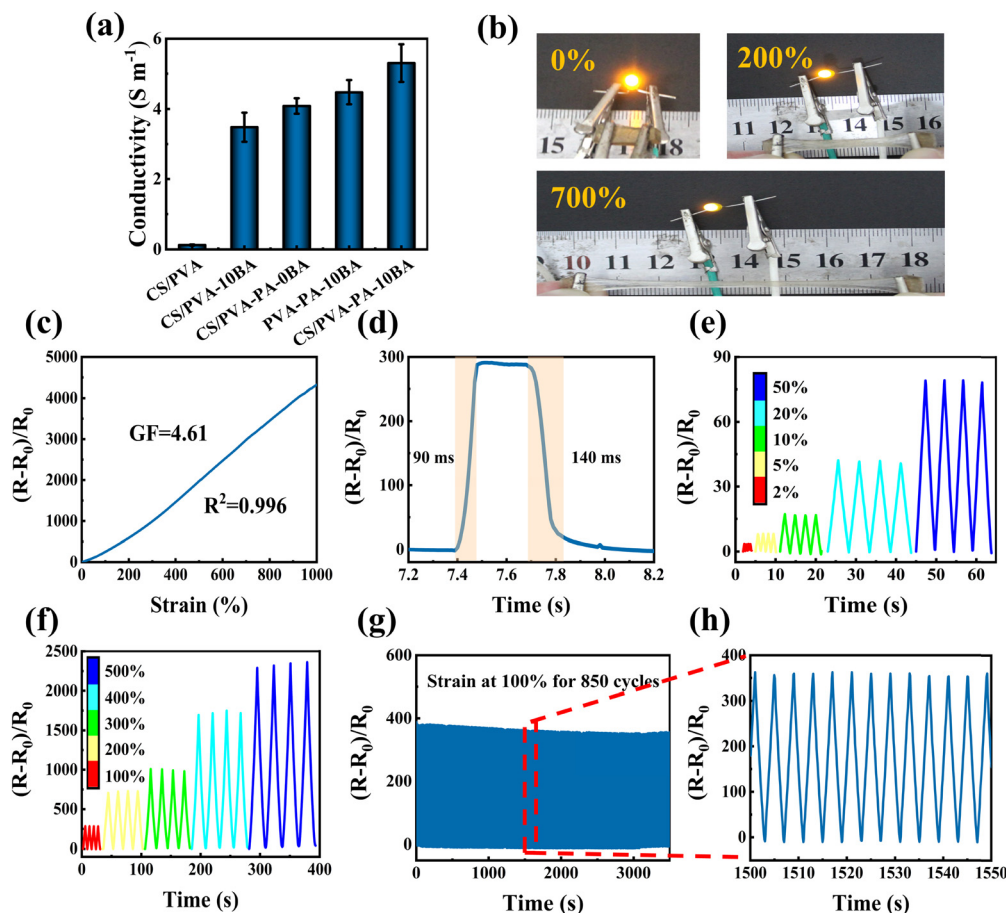 (a)
Conductivity (S m⁻¹)
6
4
2
0
CS/PVA
CS/PVA-10BA
CS/PVA-PA-0BA
PVA-PA-10BA
CS/PVA-PA-10BA
(b)
0%
15 18
200%
11 12 13 14 15 16
700%
10 11 12 13 14 15 16 17 18
(c)
(R-R₀)/R₀
5000
4000
3000
2000
1000
0
GF=4.61
R²=0.996
0 200 400 600 800 1000
Strain (%)
(d)
(R-R₀)/R₀
300
200
100
0
90 ms
140 ms
7.2 7.4 7.6 7.8 8.0 8.2
Time (s)
(e)
(R-R₀)/R₀
90
60
30
0
50%
20%
10%
5%
2%
0 10 20 30 40 50 60
Time (s)
(f)
(R-R₀)/R₀
2500
2000
1500
1000
500
0
500%
400%
300%
200%
100%
0 100 200 300 400
Time (s)
(g)
(R-R₀)/R₀
600
400
200
0
Strain at 100% for 850 cycles
0 1000 2000 3000
Time (s)
(h)
(R-R₀)/R₀
400
300
200
100
0
1500 1510 1520 1530 1540 1550
Time (s)